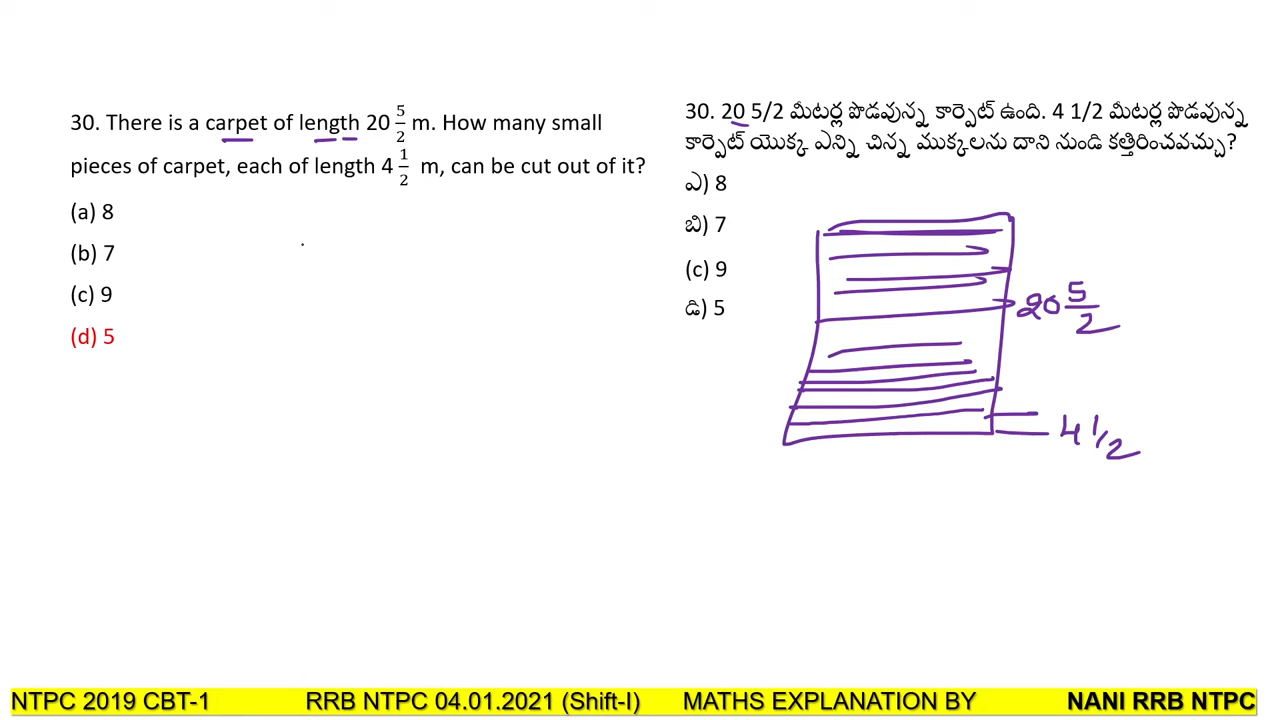 30. There is a carpet of length 20 5/2 m. How many small
pieces of carpet, each of length 4 1/2 m, can be cut out of it?
(a) 8
(b) 7
(c) 9
(d) 5
30. 20 5/2 మీటర్ల పొడవున్న కార్పెట్ ఉంది. 4 1/2 మీటర్ల పొడవున్న
కార్పెట్ యొక్క ఎన్ని చిన్న ముక్కలను దాని నుండి కత్తిరించవచ్చు?
ఎ) 8
బి) 7
(c) 9
డి) 5
20 5/2
4 1/2
NTPC 2019 CBT-1 RRB NTPC 04.01.2021 (Shift-I) MATHS EXPLANATION BY NANI RRB NTPC